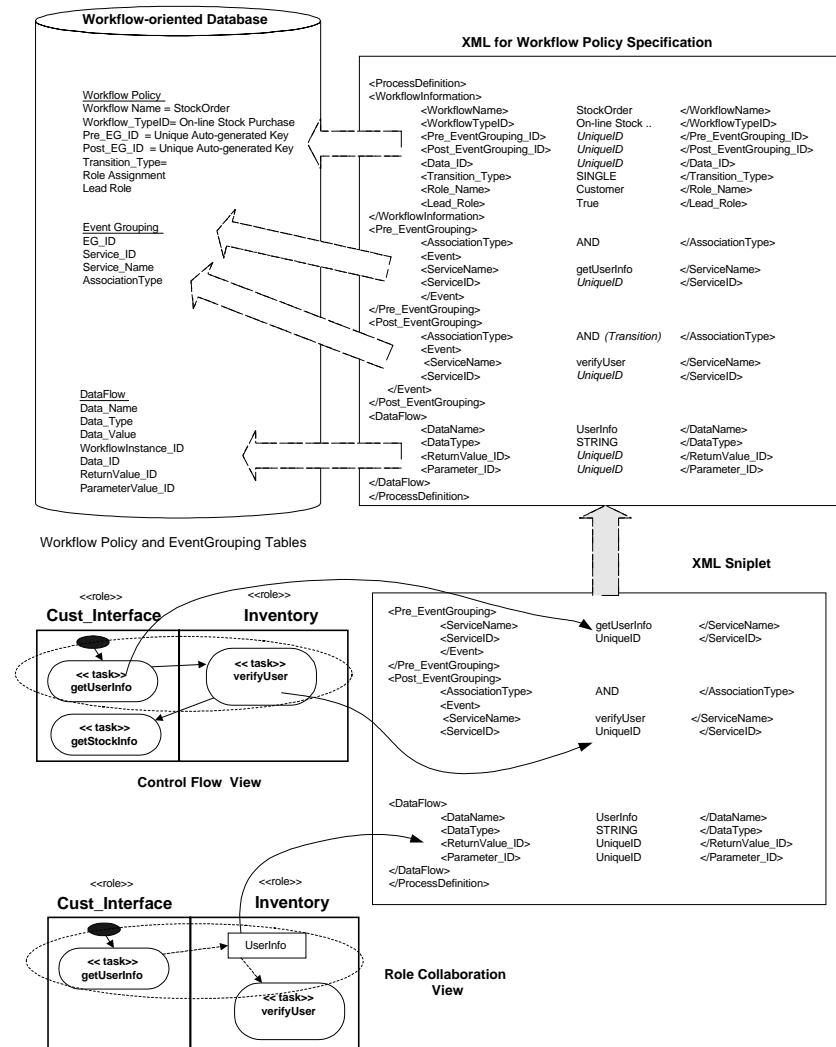 Workflow-oriented Database
Workflow Policy
Workflow Name = StockOrder
Workflow_TypeID= On-line Stock Purchase
Pre_EG_ID = Unique Auto-generated Key
Post_EG_ID = Unique Auto-generated Key
Transition_Type=
Role Assignment
Lead Role
Event Grouping
EG_ID
Service_ID
Service_Name
AssociationType
DataFlow
Data_Name
Data_Type
Data_Value
WorkflowInstance_ID
Data_ID
ReturnValue_ID
ParameterValue_ID
Workflow Policy and EventGrouping Tables
XML for Workflow Policy Specification
<ProcessDefinition>
<WorkflowInformation>
<WorkflowName> StockOrder </WorkflowName>
<WorkflowTypeID> On-line Stock .. </WorkflowTypeID>
<Pre_EventGrouping_ID> UniqueID </Pre_EventGrouping_ID>
<Post_EventGrouping_ID> UniqueID </Post_EventGrouping_ID>
<Data_ID> UniqueID </Data_ID>
<Transition_Type> SINGLE </Transition_Type>
<Role_Name> Customer </Role_Name>
<Lead_Role> True </Lead_Role>
</WorkflowInformation>
<Pre_EventGrouping>
<AssociationType> AND </AssociationType>
<Event>
<ServiceName> getUserInfo </ServiceName>
<ServiceID> UniqueID </ServiceID>
</Event>
</Pre_EventGrouping>
<Post_EventGrouping>
<AssociationType> AND (Transition) </AssociationType>
<Event>
<ServiceName> verifyUser </ServiceName>
<ServiceID> UniqueID </ServiceID>
</Event>
</Post_EventGrouping>
<DataFlow>
<DataName> UserInfo </DataName>
<DataType> STRING </DataType>
<ReturnValue_ID> UniqueID </ReturnValue_ID>
<Parameter_ID> UniqueID </Parameter_ID>
</DataFlow>
</ProcessDefinition>
XML Sniplet
<Pre_EventGrouping>
<ServiceName> getUserInfo </ServiceName>
<ServiceID> UniqueID </ServiceID>
</Event>
</Pre_EventGrouping>
<Post_EventGrouping>
<AssociationType> AND </AssociationType>
<Event>
<ServiceName> verifyUser </ServiceName>
<ServiceID> UniqueID </ServiceID>
<DataFlow>
<DataName> UserInfo </DataName>
<DataType> STRING </DataType>
<ReturnValue_ID> UniqueID </ReturnValue_ID>
<Parameter_ID> UniqueID </Parameter_ID>
</DataFlow>
</ProcessDefinition>
<<role>> <<role>>
Cust_Interface Inventory
<< task>>
getUserInfo
<< task>>
verifyUser
<< task>>
getStockInfo
Control Flow View
<<role>> <<role>>
Cust_Interface Inventory
<< task>>
getUserInfo
UserInfo
<< task>>
verifyUser
Role Collaboration
View